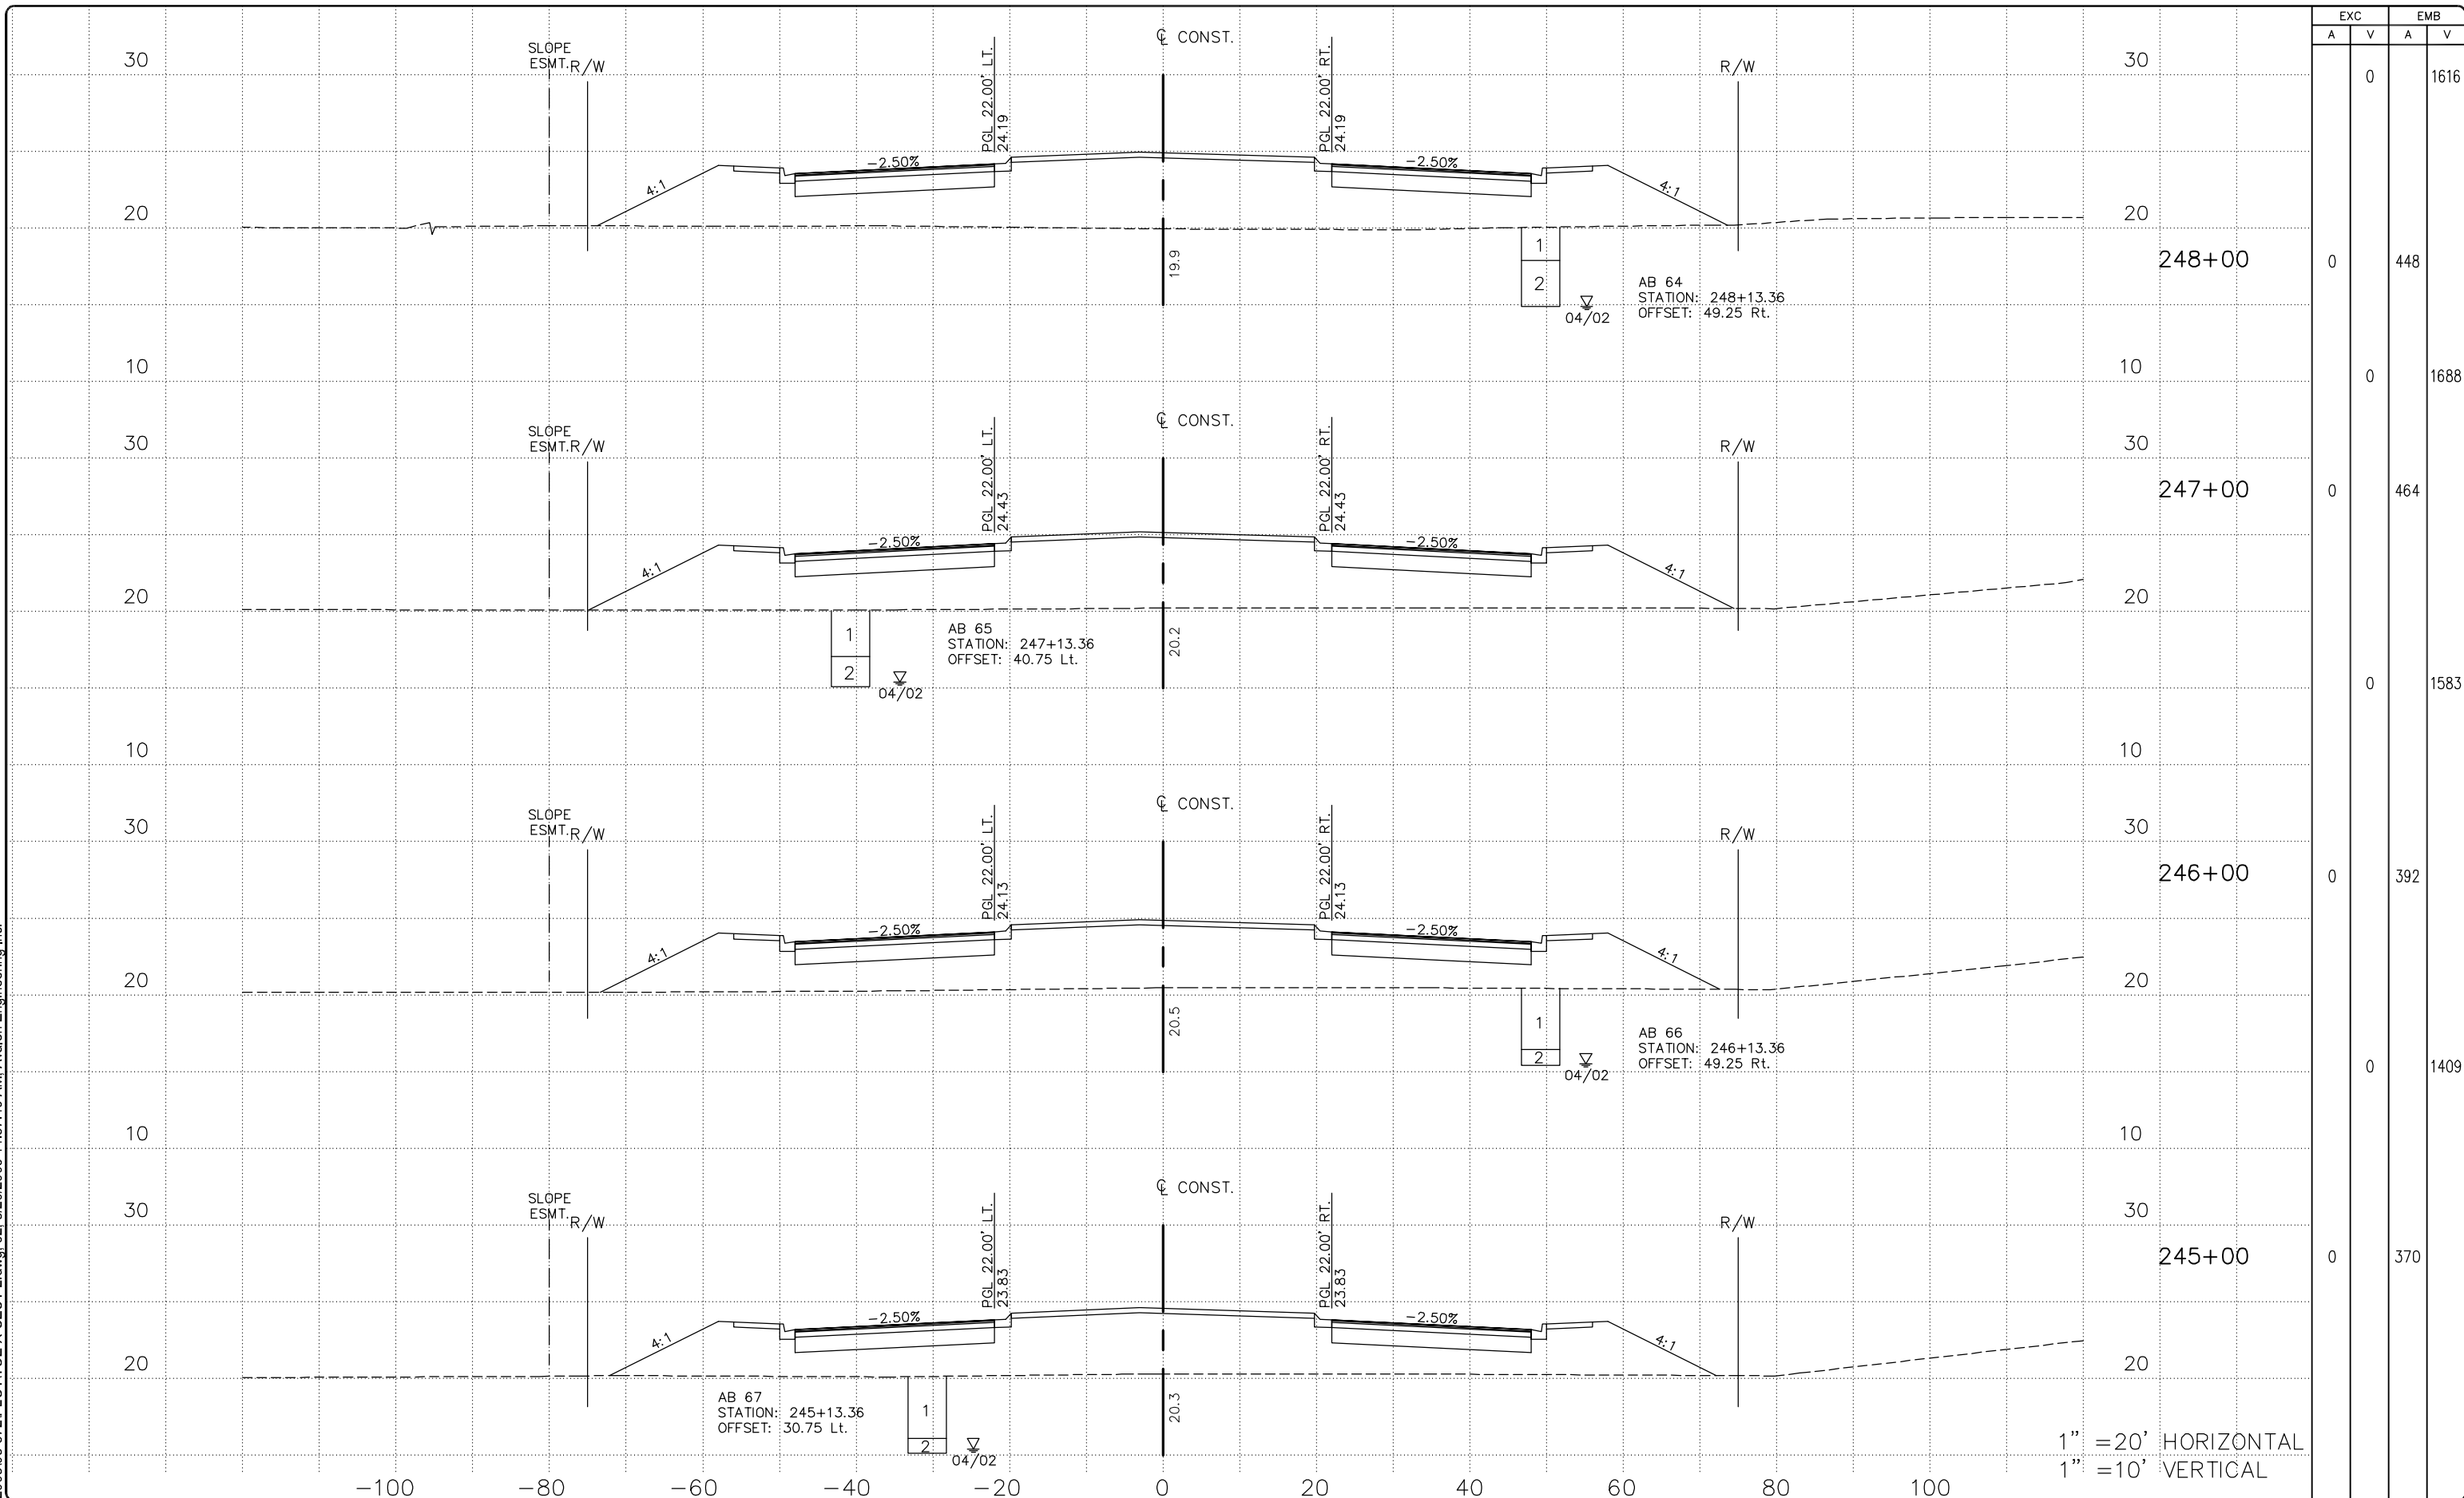 EXC EMB
A V A V
℄ CONST.
SLOPE
ESMT.
R/W
PGL 22.00' LT.
24.19
PGL 22.00' RT.
24.19
R/W
30
30
0 1616
-2.50%
-2.50%
4:1
4:1
20
20
19.9
1
2
04/02
AB 64
STATION: 248+13.36
OFFSET: 49.25 Rt.
248+00
0 448
10
10
0 1688
℄ CONST.
SLOPE
ESMT.
R/W
PGL 22.00' LT.
24.43
PGL 22.00' RT.
24.43
R/W
30
30
247+00
0 464
-2.50%
-2.50%
4:1
4:1
20
20
20.2
1
2
04/02
AB 65
STATION: 247+13.36
OFFSET: 40.75 Lt.
0 1583
10
10
℄ CONST.
SLOPE
ESMT.
R/W
PGL 22.00' LT.
24.13
PGL 22.00' RT.
24.13
R/W
30
30
246+00
0 392
-2.50%
-2.50%
4:1
4:1
20
20
20.5
1
2
04/02
AB 66
STATION: 246+13.36
OFFSET: 49.25 Rt.
0 1409
10
10
℄ CONST.
SLOPE
ESMT.
R/W
PGL 22.00' LT.
23.83
PGL 22.00' RT.
23.83
R/W
30
30
245+00
0 370
-2.50%
-2.50%
4:1
4:1
20
20
20.3
AB 67
STATION: 245+13.36
OFFSET: 30.75 Lt.
1
2
04/02
1" =20' HORIZONTAL
1" =10' VERTICAL
-100 -80 -60 -40 -20 0 20 40 60 80 100